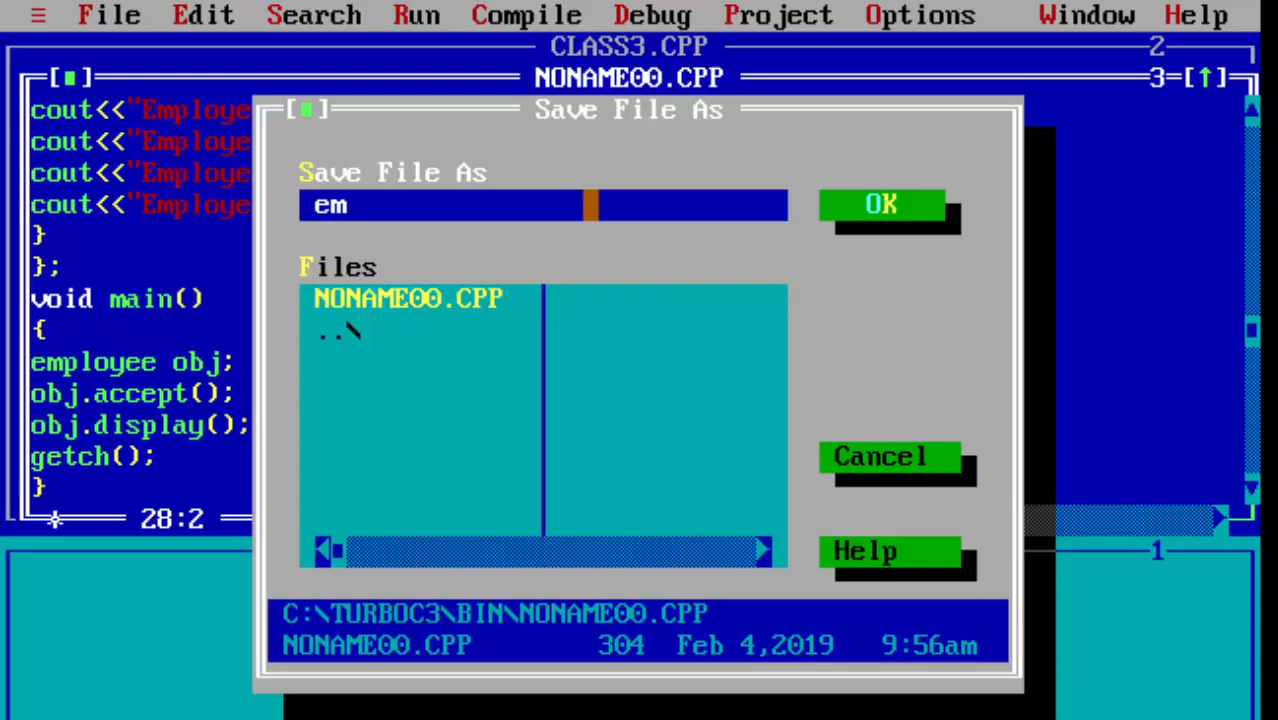 ≡ File Edit Search Run Compile Debug Project Options Window Help
CLASS3.CPP 2
[■] NONAME00.CPP 3=[↑]
cout<<"Employe
cout<<"Employe
cout<<"Employe
cout<<"Employe
}
};
void main()
{
employee obj;
obj.accept();
obj.display();
getch();
}
28:2
[■] Save File As
Save File As
em
OK
Files
NONAME00.CPP
..\
Cancel
Help
C:\TURBOC3\BIN\NONAME00.CPP
NONAME00.CPP 304 Feb 4,2019 9:56am
1